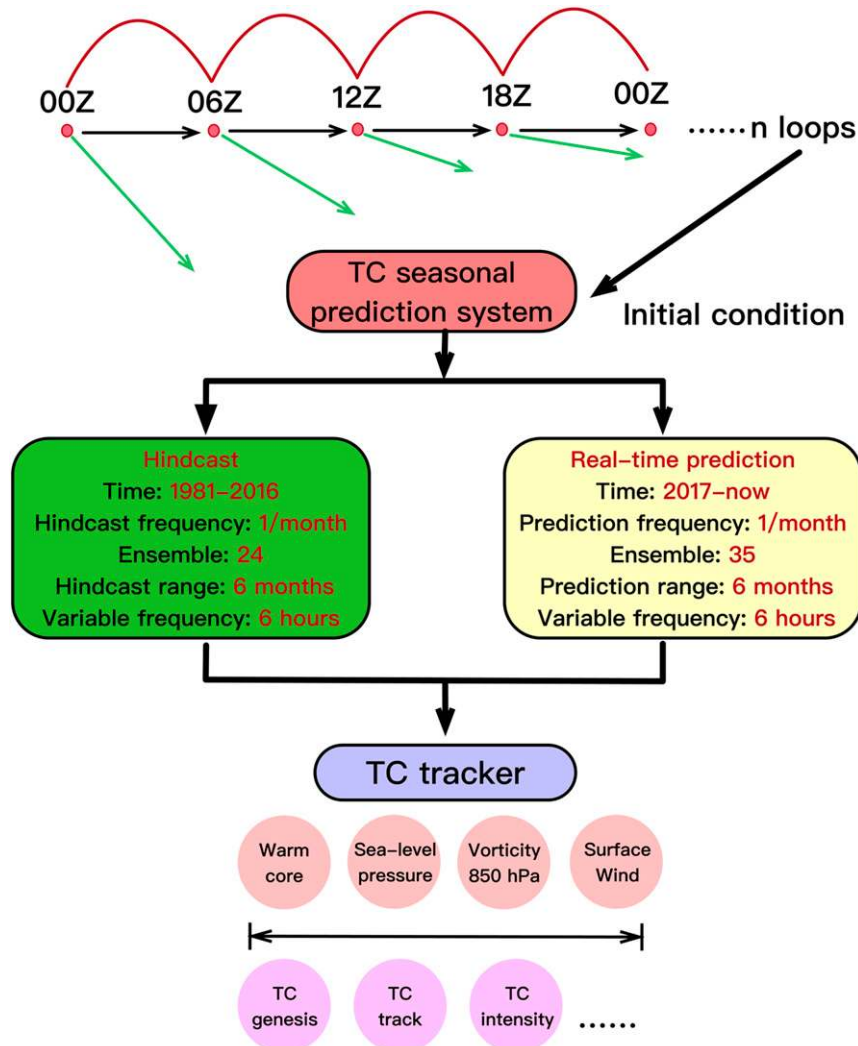 00Z 06Z 12Z 18Z 00Z
......n loops
TC seasonal
prediction system
Initial condition
Hindcast
Time: 1981–2016
Hindcast frequency: 1/month
Ensemble: 24
Hindcast range: 6 months
Variable frequency: 6 hours
Real–time prediction
Time: 2017–now
Prediction frequency: 1/month
Ensemble: 35
Prediction range: 6 months
Variable frequency: 6 hours
TC tracker
Warm
core
Sea–level
pressure
Vorticity
850 hPa
Surface
Wind
TC
genesis
TC
track
TC
intensity
......